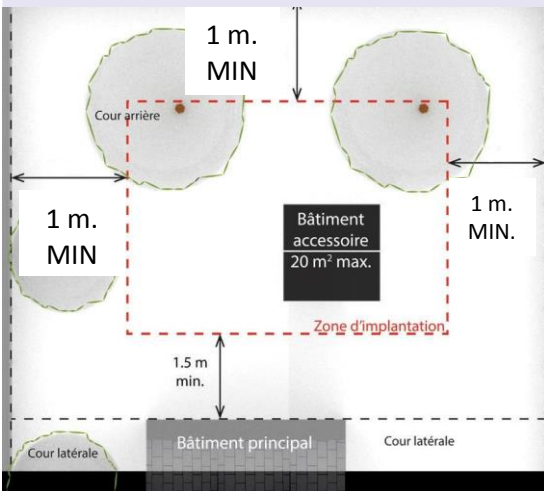 1 m.
MIN
Cour arrière
1 m.
MIN
1 m.
MIN.
Bâtiment
accessoire
20 m² max.
Zone d'implantation
1.5 m
min.
Bâtiment principal
Cour latérale
Cour latérale